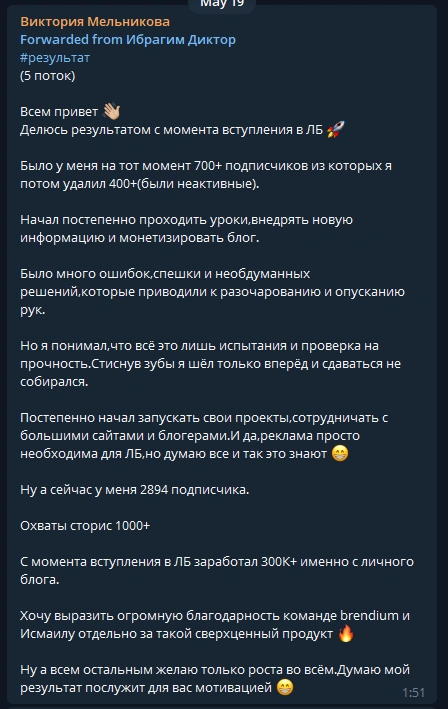 May 19
Виктория Мельникова
Forwarded from Ибрагим Диктор
#результат
(5 поток)
Всем привет 👋🏼
Делюсь результатом с момента вступления в ЛБ 🚀
Было у меня на тот момент 700+ подписчиков из которых я
потом удалил 400+(были неактивные).
Начал постепенно проходить уроки,внедрять новую
информацию и монетизировать блог.
Было много ошибок,спешки и необдуманных
решений,которые приводили к разочарованию и опусканию
рук.
Но я понимал,что всё это лишь испытания и проверка на
прочность.Стиснув зубы я шёл только вперёд и сдаваться не
собирался.
Постепенно начал запускать свои проекты,сотрудничать с
большими сайтами и блогерами.И да,реклама просто
необходима для ЛБ,но думаю все и так это знают 😁
Ну а сейчас у меня 2894 подписчика.
Охваты сторис 1000+
С момента вступления в ЛБ заработал 300К+ именно с личного
блога.
Хочу выразить огромную благодарность команде brendium и
Исмаилу отдельно за такой сверхценный продукт 🔥
Ну а всем остальным желаю только роста во всём.Думаю мой
результат послужит для вас мотивацией 😁
1:51